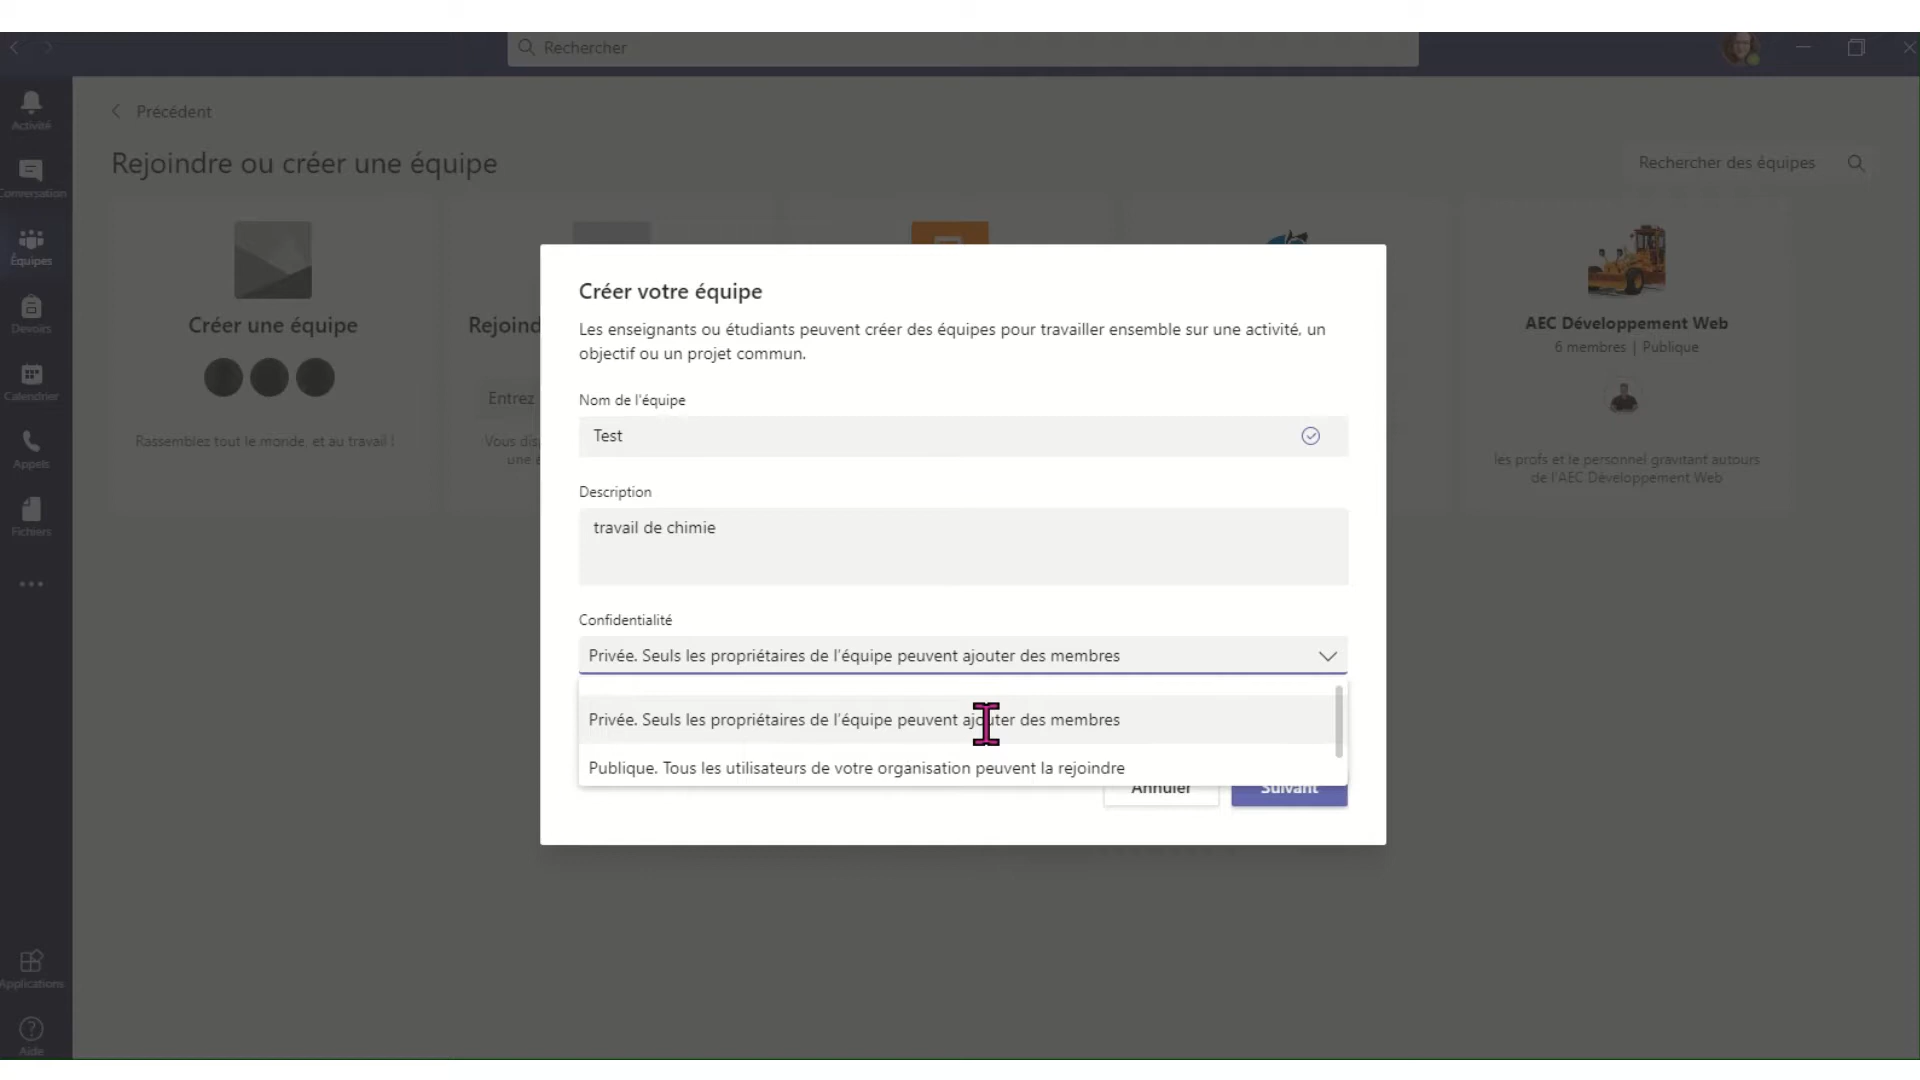 Rechercher
Activité
Conversation
Équipes
Devoirs
Calendrier
Appels
Fichiers
Applications
Aide
Précédent
Rejoindre ou créer une équipe
Rechercher des équipes
Créer une équipe
Rassemblez tout le monde, et au travail !
Entrez
AEC Développement Web
6 membres | Publique
les profs et le personnel gravitant autours
de l'AEC Développement Web
Créer votre équipe
Les enseignants ou étudiants peuvent créer des équipes pour travailler ensemble sur une activité, un
objectif ou un projet commun.
Nom de l'équipe
Test
Description
travail de chimie
Confidentialité
Privée. Seuls les propriétaires de l'équipe peuvent ajouter des membres
Privée. Seuls les propriétaires de l'équipe peuvent ajouter des membres
Publique. Tous les utilisateurs de votre organisation peuvent la rejoindre
Annuler
Suivant